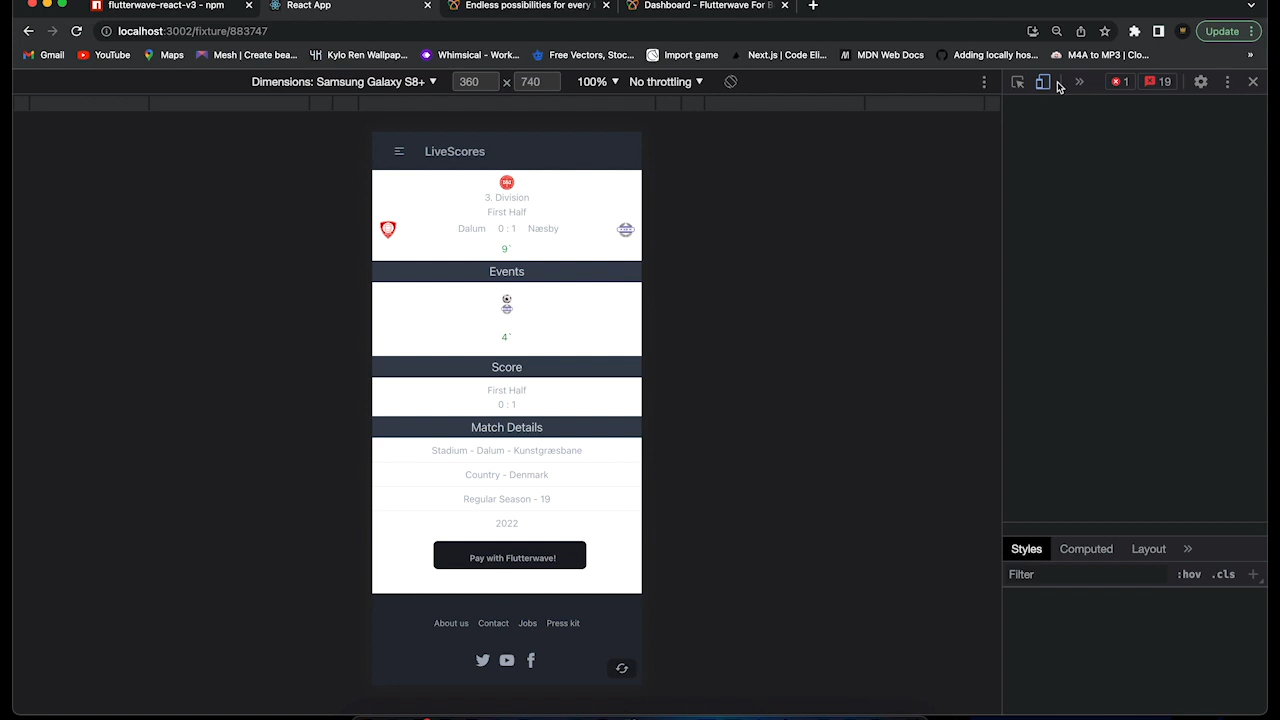 flutterwave-react-v3 - npm
React App
Endless possibilities for every
Dashboard - Flutterwave For B
localhost:3002/fixture/883747
Update
Gmail
YouTube
Maps
Mesh | Create bea...
Kylo Ren Wallpap...
Whimsical - Work...
Free Vectors, Stoc...
Import game
Next.js | Code Eli...
MDN Web Docs
Adding locally hos...
M4A to MP3 | Clo...
»
Dimensions: Samsung Galaxy S8+ 360 × 740 100% No throttling
1
19
LiveScores
3. Division
First Half
Dalum 0 : 1 Næsby
9`
Events
4`
Score
First Half
0 : 1
Match Details
Stadium - Dalum - Kunstgræsbane
Country - Denmark
Regular Season - 19
2022
Pay with Flutterwave!
About us Contact Jobs Press kit
Styles Computed Layout »
Filter :hov .cls +